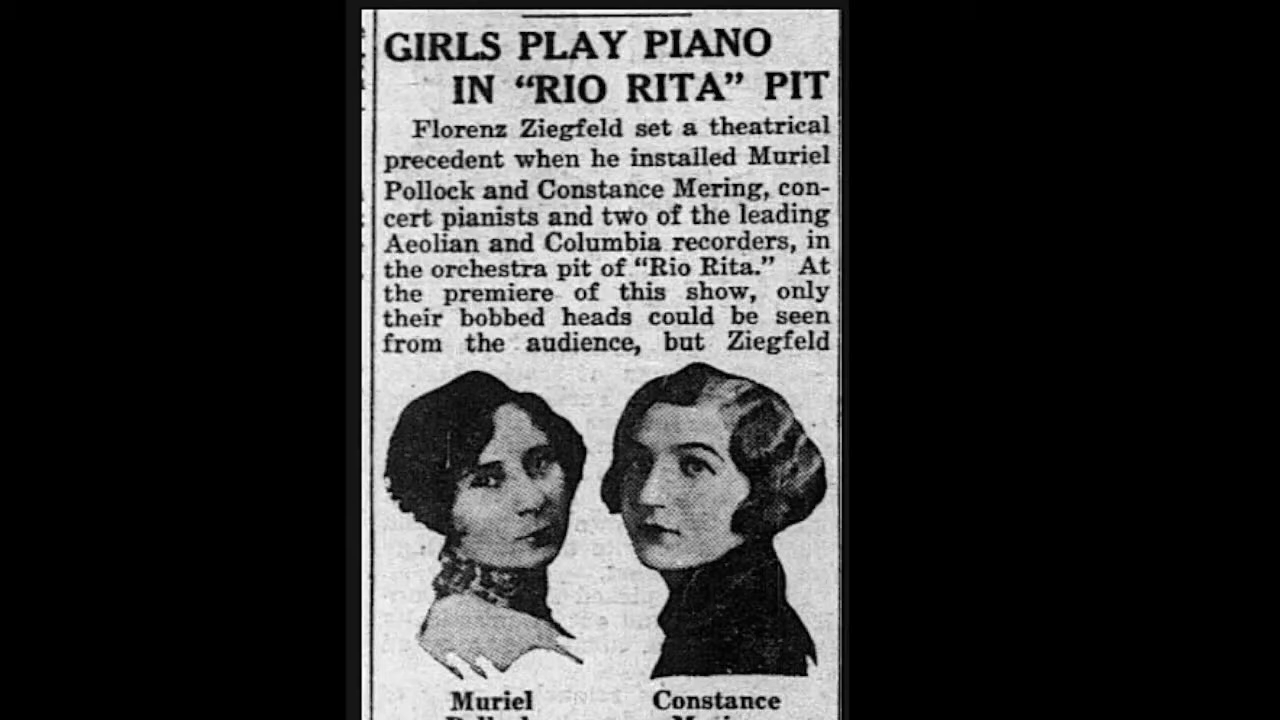 GIRLS PLAY PIANO
IN “RIO RITA” PIT
Florenz Ziegfeld set a theatrical
precedent when he installed Muriel
Pollock and Constance Mering, con-
cert pianists and two of the leading
Aeolian and Columbia recorders, in
the orchestra pit of “Rio Rita.” At
the premiere of this show, only
their bobbed heads could be seen
from the audience, but Ziegfeld
Muriel
Constance